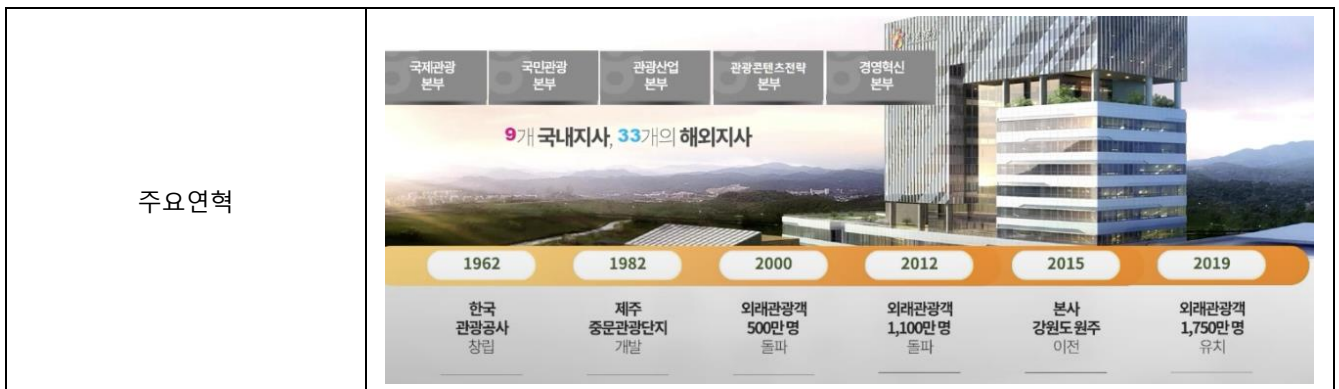 주요연혁
국제관광
본부
국민관광
본부
관광산업
본부
관광콘텐츠전략
본부
경영혁신
본부
9개 국내지사, 33개의 해외지사
1962
한국
관광공사
창립
1982
제주
중문관광단지
개발
2000
외래관광객
500만 명
돌파
2012
외래관광객
1,100만 명
돌파
2015
본사
강원도 원주
이전
2019
외래관광객
1,750만 명
유치